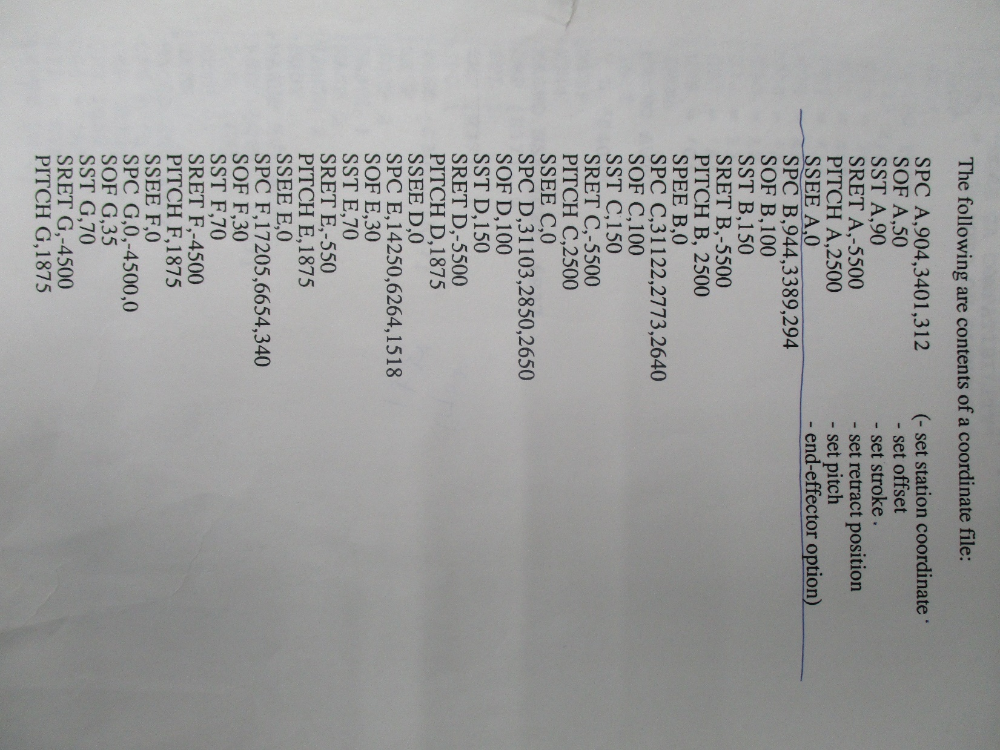 The following are contents of a coordinate file:
SPC A,904,3401,312 (- set station coordinate
SOF A,50 - set offset
SST A,90 - set stroke
SRET A,-5500 - set retract position
PITCH A,2500 - set pitch
SSEE A,0 - end-effector option)
SPC B,944,3389,294
SOF B,100
SST B,150
SRET B,-5500
PITCH B, 2500
SPEE B,0
SPC C,31122,2773,2640
SOF C,100
SST C,150
SRET C,-5500
PITCH C,2500
SSEE C,0
SPC D,31103,2850,2650
SOF D,100
SST D,150
SRET D,-5500
PITCH D,1875
SSEE D,0
SPC E,14250,6264,1518
SOF E,30
SST E,70
SRET E,-550
PITCH E,1875
SSEE E,0
SPC F,17205,6654,340
SOF F,30
SST F,70
SRET F,-4500
PITCH F,1875
SSEE F,0
SPC G,0,-4500,0
SOF G,35
SST G,70
SRET G,-4500
PITCH G,1875